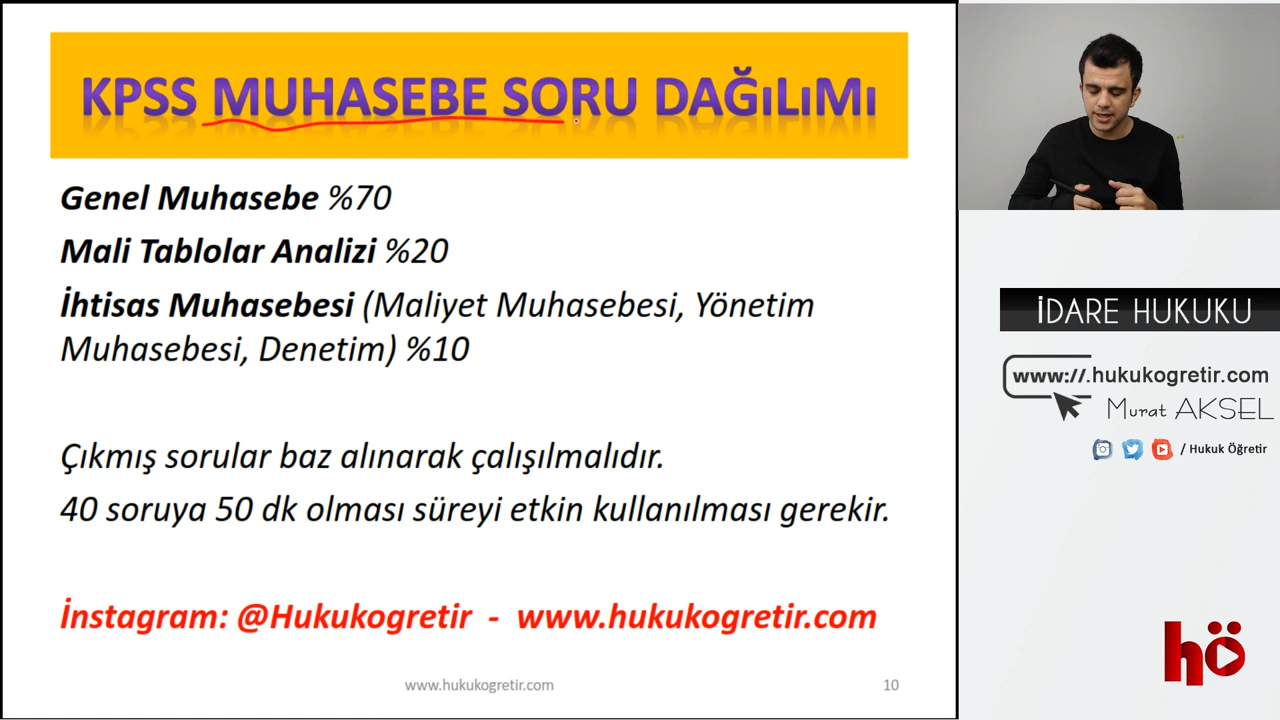 KPSS MUHASEBE SORU DAĞıLıMı
Genel Muhasebe %70
Mali Tablolar Analizi %20
İhtisas Muhasebesi (Maliyet Muhasebesi, Yönetim
Muhasebesi, Denetim) %10
Çıkmış sorular baz alınarak çalışılmalıdır.
40 soruya 50 dk olması süreyi etkin kullanılması gerekir.
İnstagram: @Hukukogretir - www.hukukogretir.com
www.hukukogretir.com
10
İDARE HUKUKU
www://.hukukogretir.com
Murat AKSEL
/ Hukuk Öğretir
hö